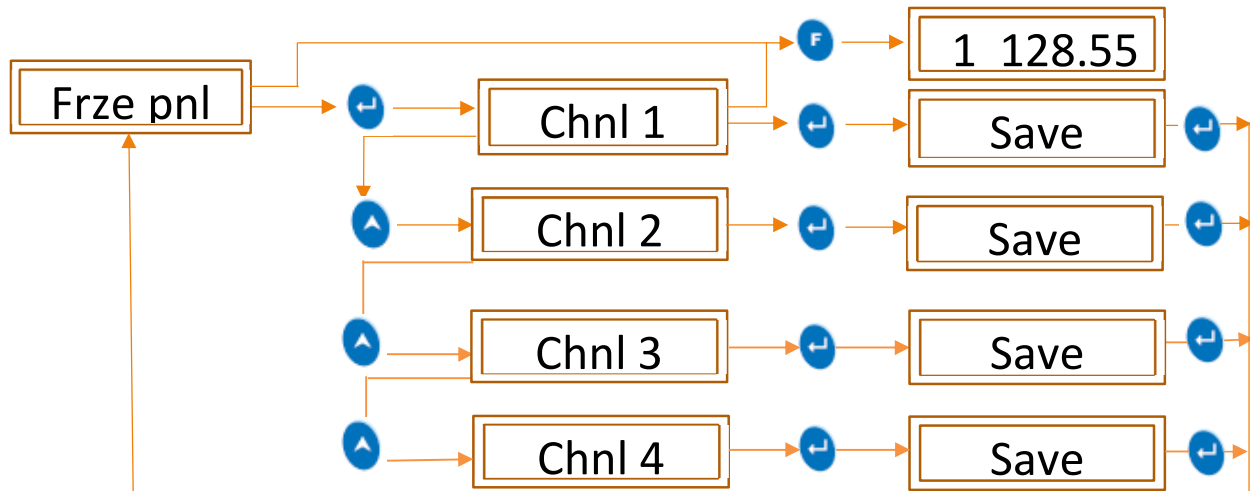 F
1 128.55
Frze pnl
Chnl 1
Save
Chnl 2
Save
Chnl 3
Save
Chnl 4
Save